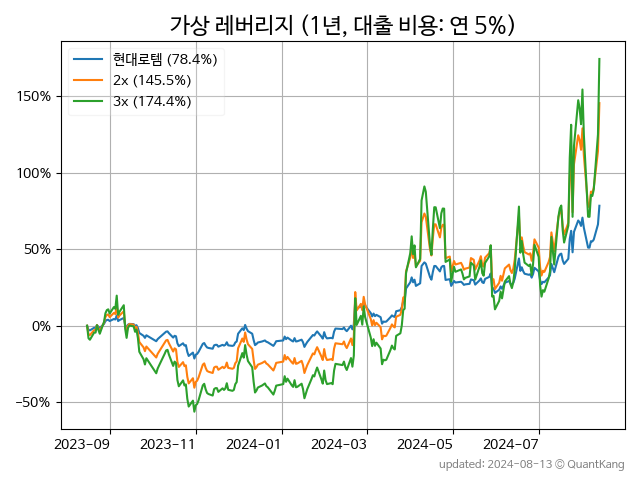 가상 레버리지 (1년, 대출 비용: 연 5%)
현대로템 (78.4%)
2x (145.5%)
3x (174.4%)
150%
100%
50%
0%
−50%
2023-09 2023-11 2024-01 2024-03 2024-05 2024-07
updated: 2024-08-13 © QuantKang